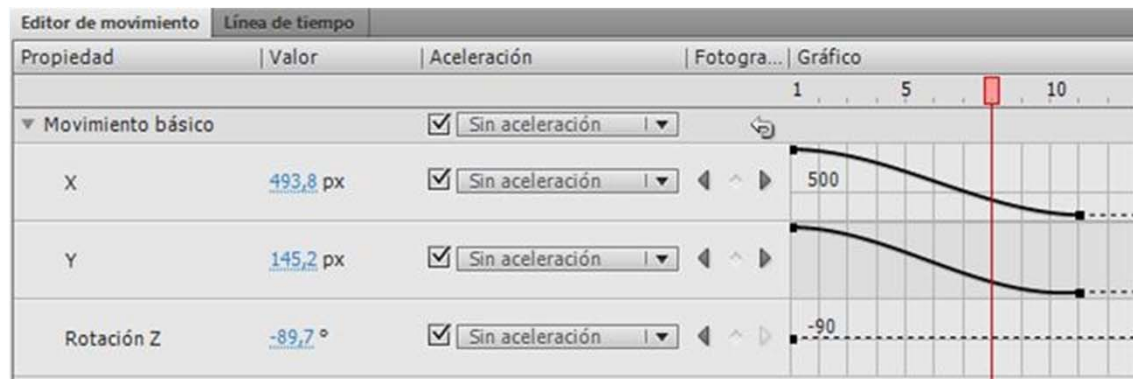 Editor de movimiento Línea de tiempo
Propiedad Valor Aceleración Fotogra... Gráfico
1 5 10
Movimiento básico Sin aceleración
X 493,8 px Sin aceleración 500
Y 145,2 px Sin aceleración
Rotación Z -89,7 ° Sin aceleración -90